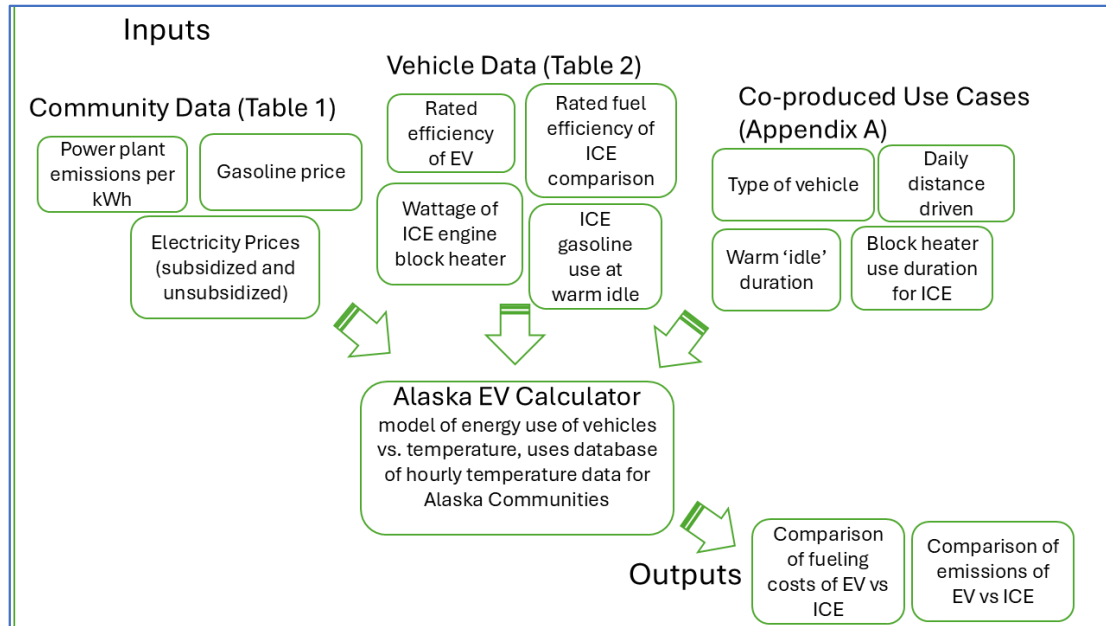 Inputs
Community Data (Table 1)
Power plant
emissions per
kWh
Gasoline price
Electricity Prices
(subsidized and
unsubsidized)
Vehicle Data (Table 2)
Rated
efficiency
of EV
Rated fuel
efficiency of
ICE
comparison
Wattage of
ICE engine
block heater
ICE
gasoline
use at
warm idle
Co-produced Use Cases
(Appendix A)
Type of vehicle
Daily
distance
driven
Warm ‘idle’
duration
Block heater
use duration
for ICE
Alaska EV Calculator
model of energy use of vehicles
vs. temperature, uses database
of hourly temperature data for
Alaska Communities
Outputs
Comparison
of fueling
costs of EV vs
ICE
Comparison of
emissions of
EV vs ICE